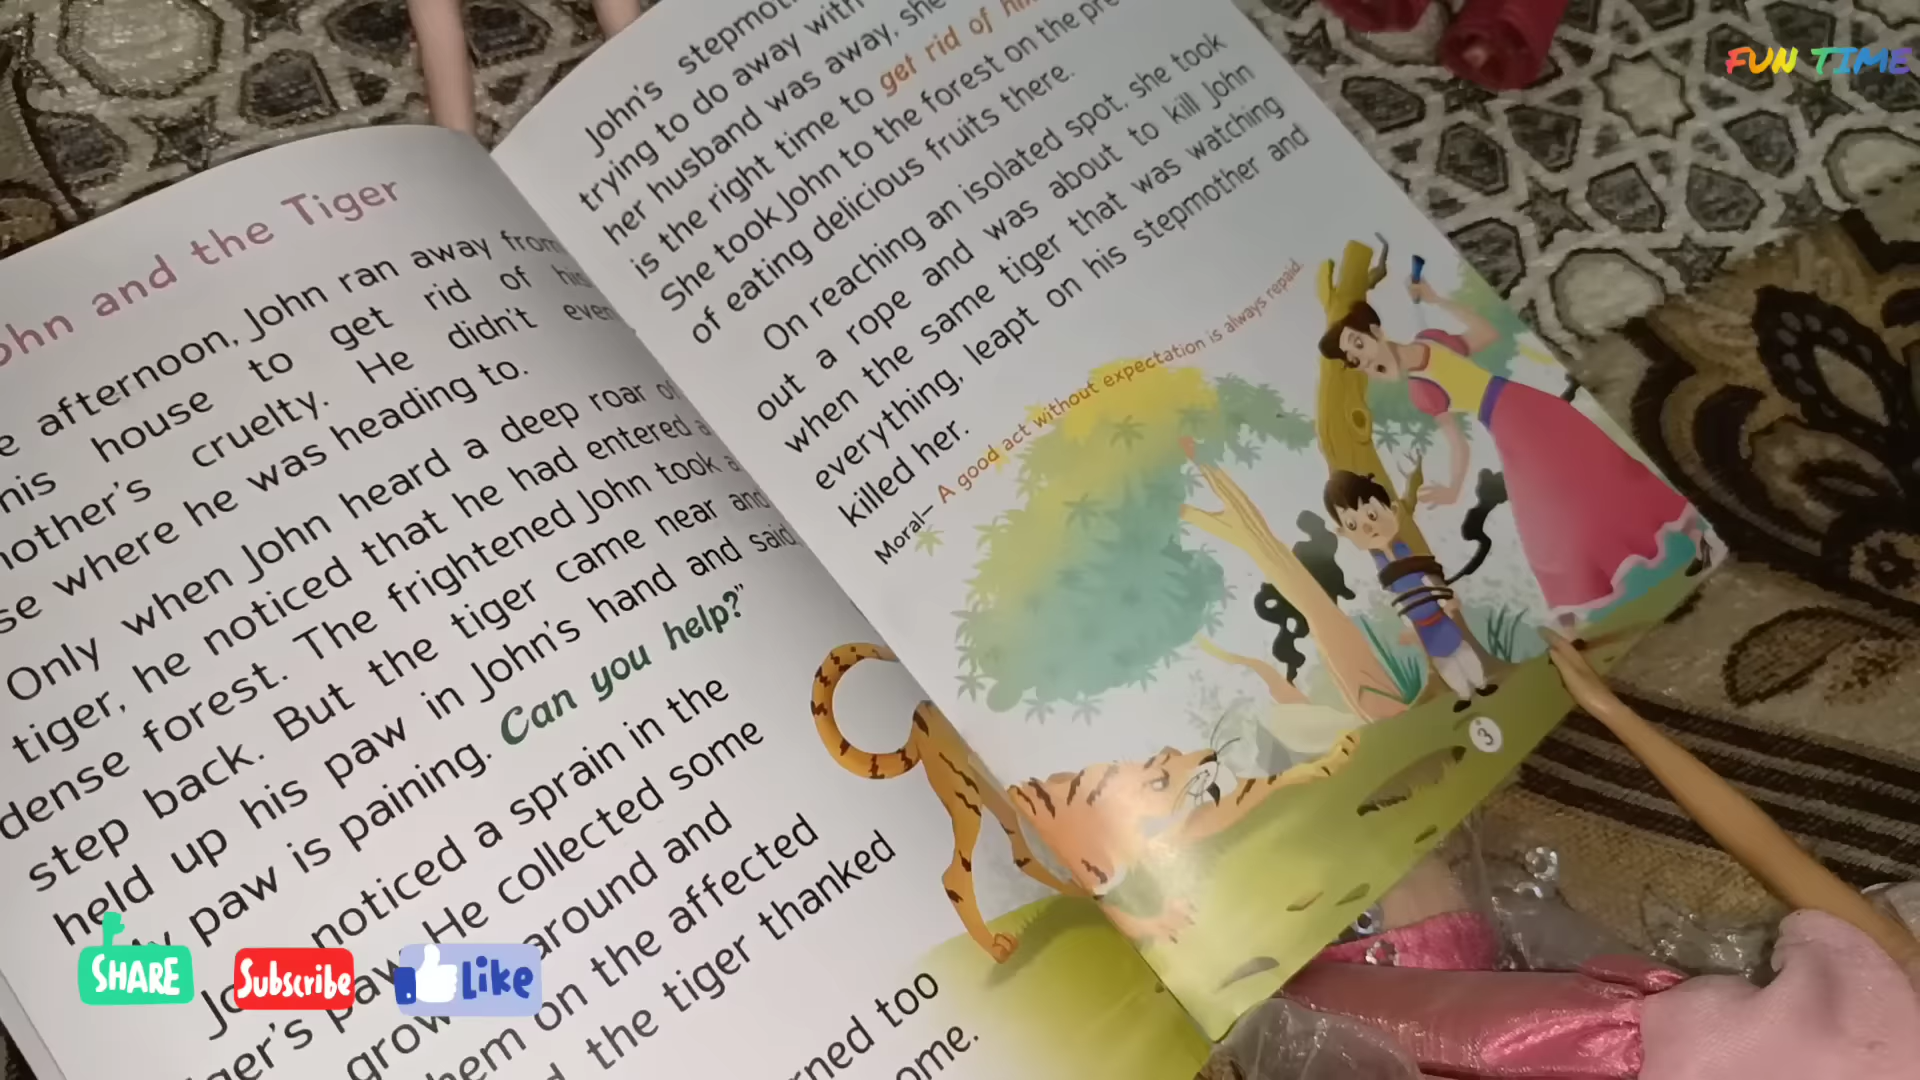 John and the Tiger
afternoon, John ran away from
his house to get rid of his
mother's cruelty. He didn't even
where he was heading to.
Only when John heard a deep roar of
tiger, he noticed that he had entered a
dense forest. The frightened John took a
step back. But the tiger came near and
held up his paw in John's hand and said,
paw is paining. Can you help?"
noticed a sprain in the
paw. He collected some
around and
on the affected
the tiger thanked
too
John's
trying to do away with
her husband was away, she
is the right time to get rid of him
She took John to the forest on the
of eating delicious fruits there.
On reaching an isolated spot, she took
out a rope and was about to kill John
when the same tiger that was watching
everything, leapt on his stepmother and
killed her.
Moral– A good act without expectation is always repaid.
3
FUN TIME
SHARE
Subscribe
Like